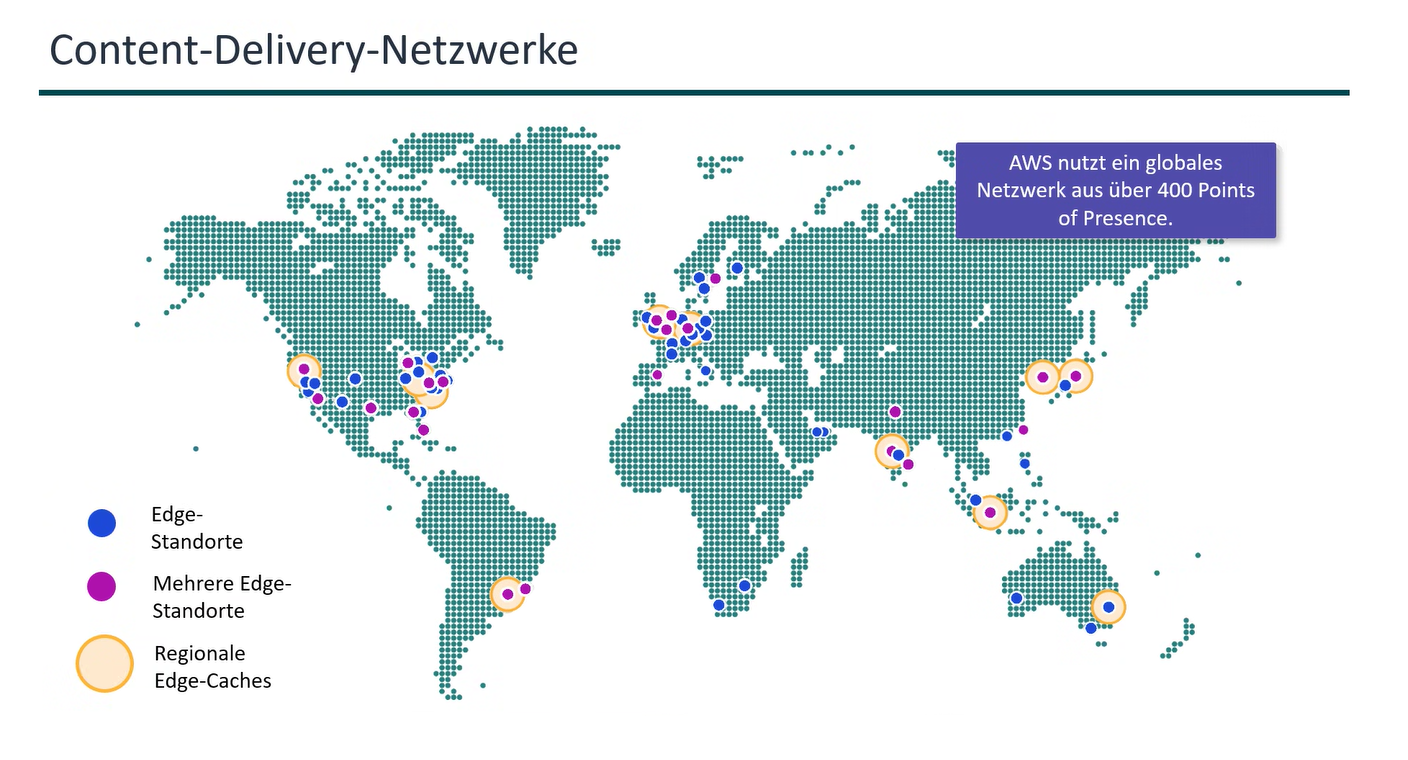 Content-Delivery-Netzwerke
AWS nutzt ein globales
Netzwerk aus über 400 Points
of Presence.
Edge-
Standorte
Mehrere Edge-
Standorte
Regionale
Edge-Caches